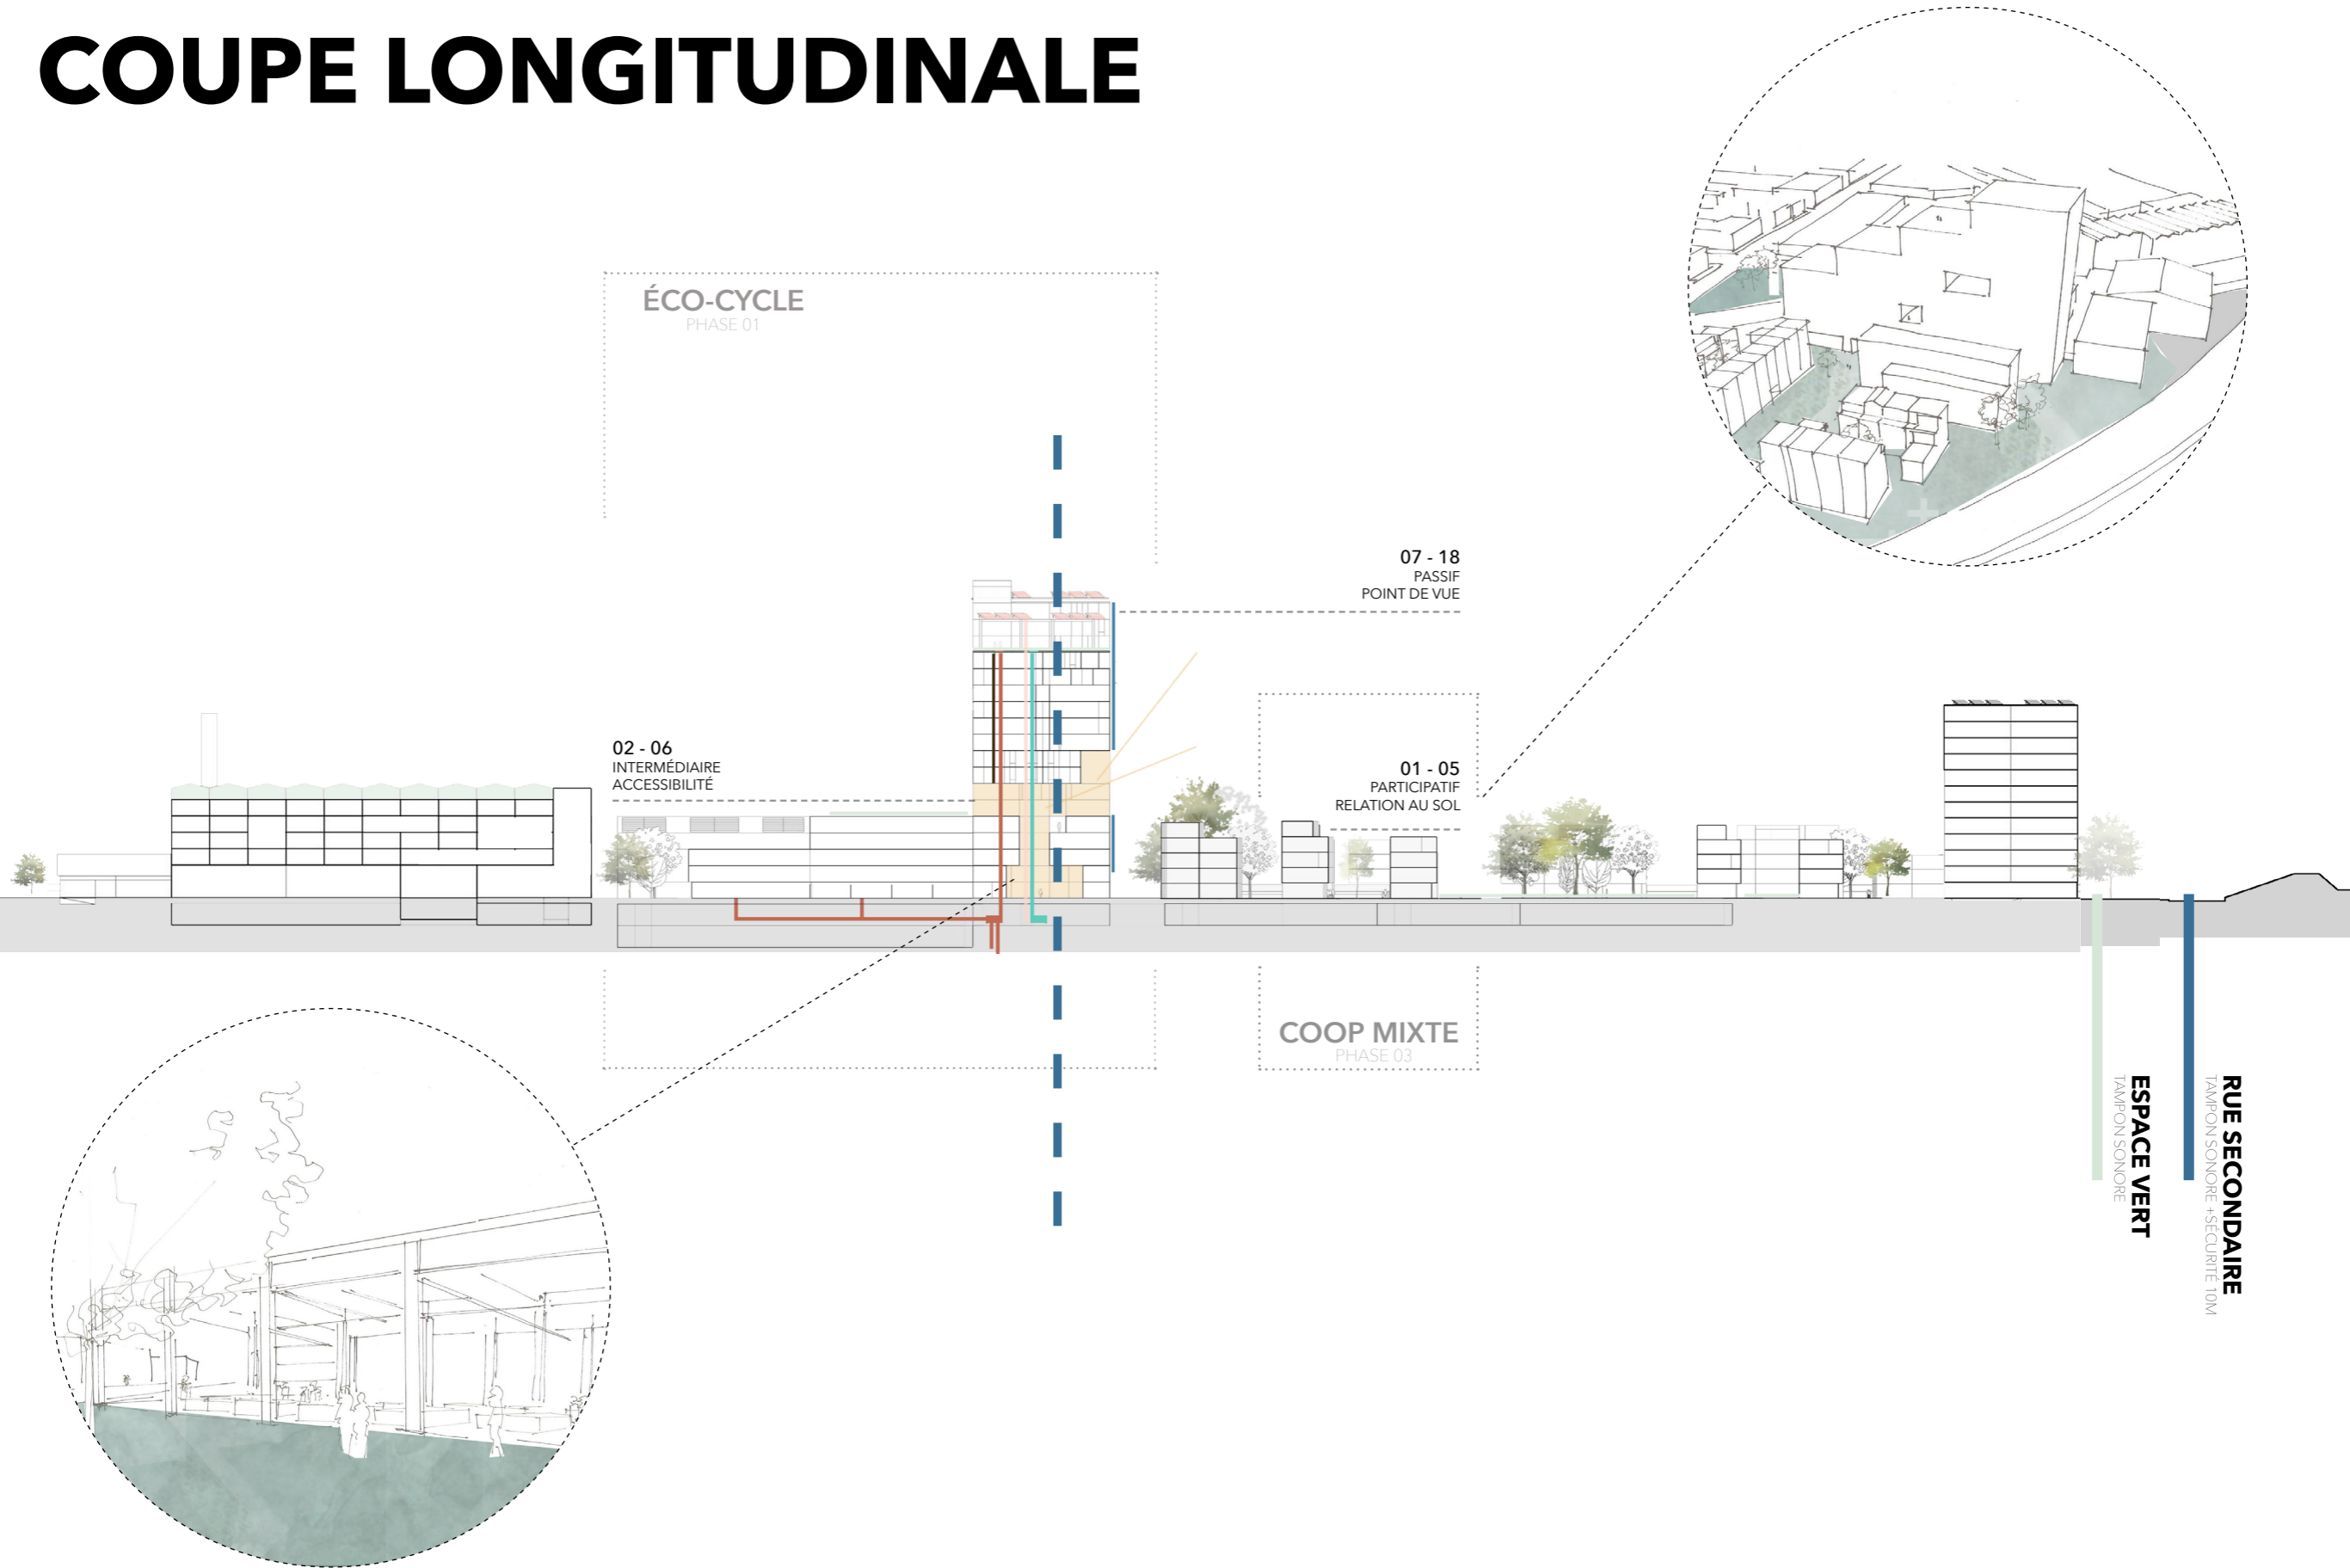 COUPE LONGITUDINALE
ÉCO-CYCLE
PHASE 01
07 - 18
PASSIF
POINT DE VUE
02 - 06
INTERMÉDIAIRE
ACCESSIBILITÉ
01 - 05
PARTICIPATIF
RELATION AU SOL
COOP MIXTE
PHASE 03
ESPACE VERT
TAMPON SONORE
RUE SECONDAIRE
TAMPON SONORE +SÉCURITÉ 10M